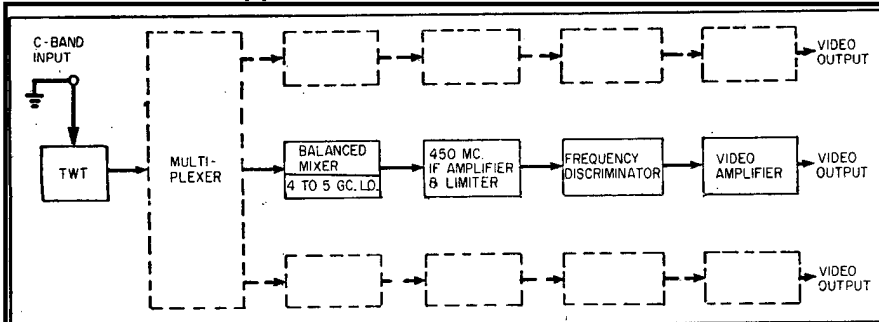 C-BAND
INPUT
TWT
MULTI-
PLEXER
BALANCED
MIXER
4 TO 5 GC. L.O.
450 MC.
IF AMPLIFIER
& LIMITER
FREQUENCY
DISCRIMINATOR
VIDEO
AMPLIFIER
VIDEO
OUTPUT
VIDEO
OUTPUT
VIDEO
OUTPUT